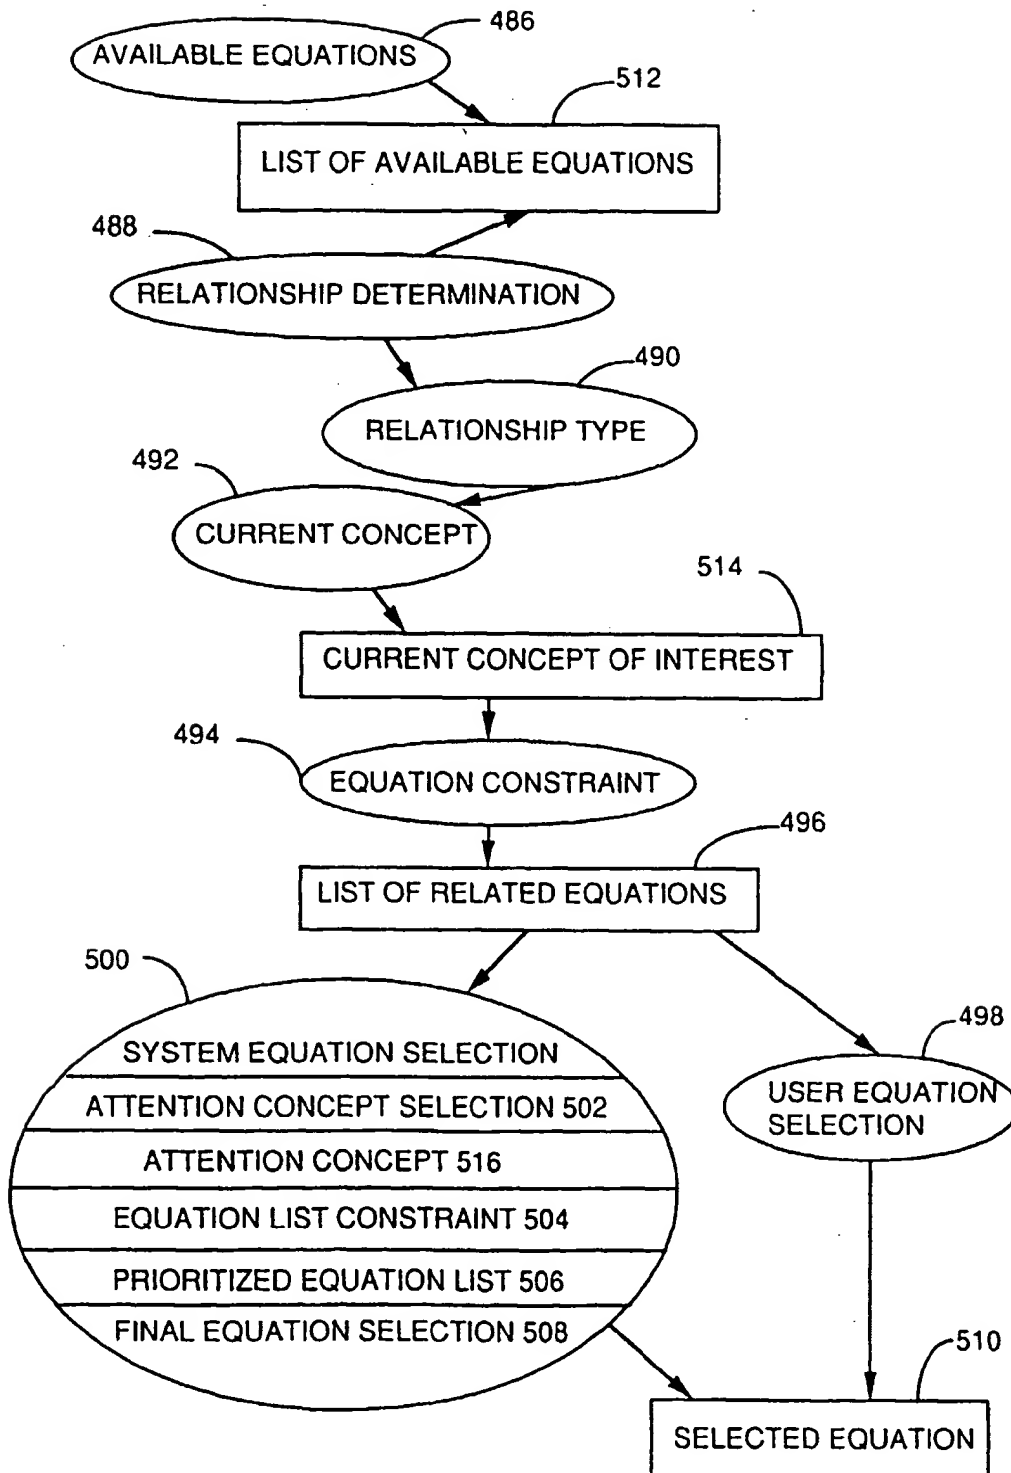 486
AVAILABLE EQUATIONS
512
LIST OF AVAILABLE EQUATIONS
488
RELATIONSHIP DETERMINATION
490
RELATIONSHIP TYPE
492
CURRENT CONCEPT
514
CURRENT CONCEPT OF INTEREST
494
EQUATION CONSTRAINT
496
LIST OF RELATED EQUATIONS
500
SYSTEM EQUATION SELECTION
ATTENTION CONCEPT SELECTION 502
ATTENTION CONCEPT 516
EQUATION LIST CONSTRAINT 504
PRIORITIZED EQUATION LIST 506
FINAL EQUATION SELECTION 508
498
USER EQUATION
SELECTION
510
SELECTED EQUATION